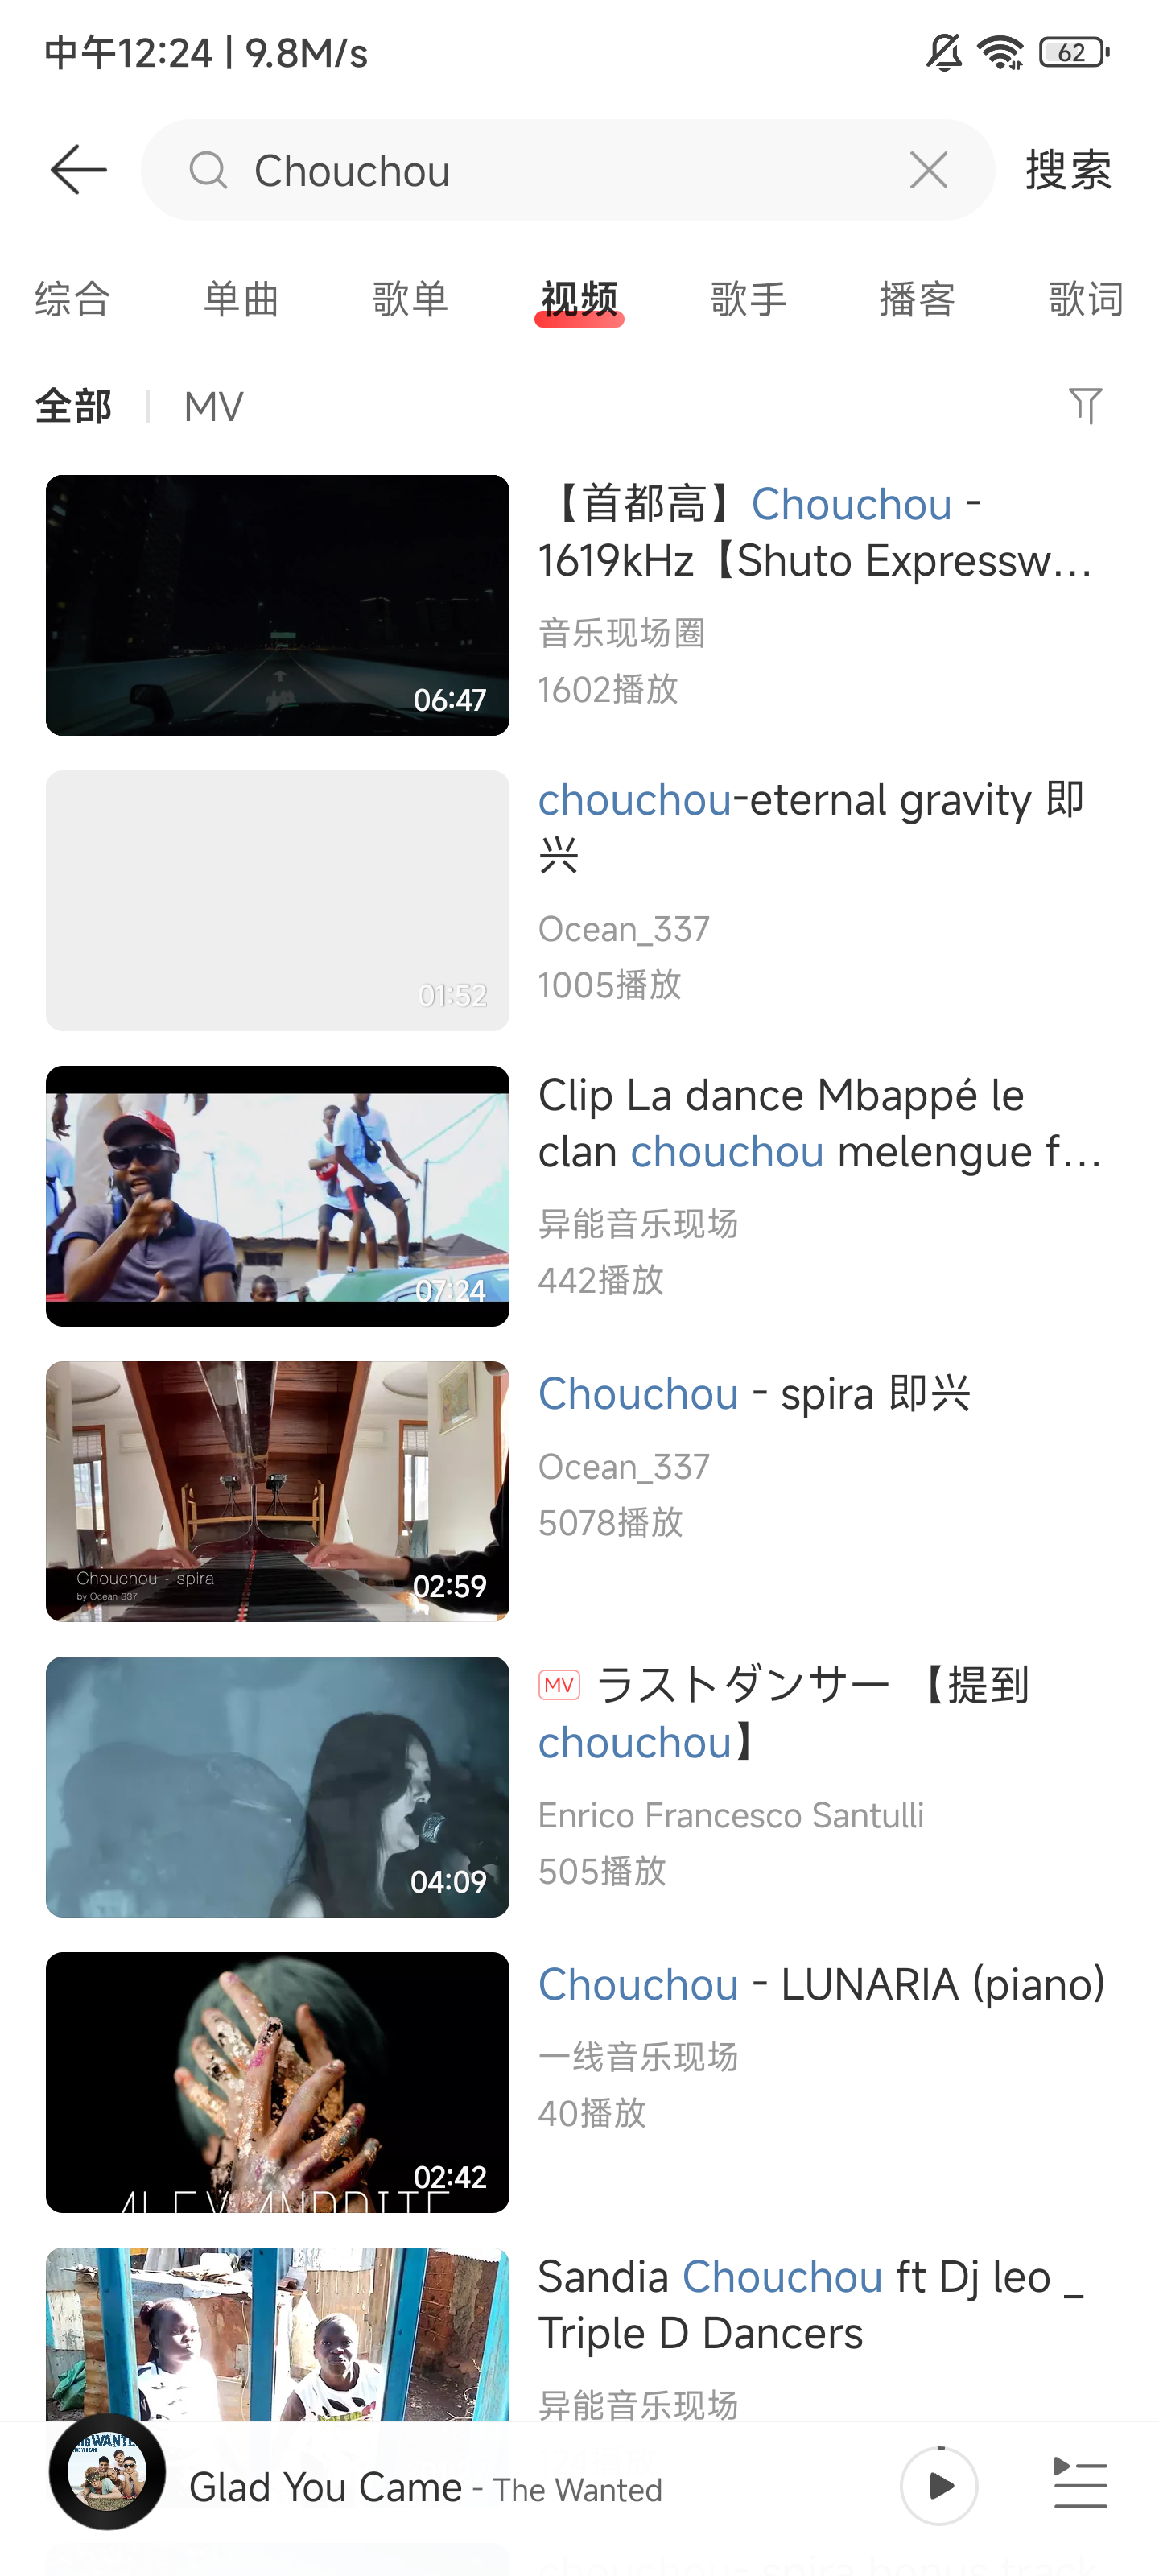 中午12:24 | 9.8M/s
62
Chouchou
搜索
综合 单曲 歌单 视频 歌手 播客 歌词
全部 | MV
【首都高】Chouchou -
1619kHz【Shuto Expressw...
音乐现场圈
1602播放
06:47
chouchou-eternal gravity 即
兴
Ocean_337
1005播放
01:52
Clip La dance Mbappé le
clan chouchou melengue f...
异能音乐现场
442播放
07:24
Chouchou - spira 即兴
Ocean_337
5078播放
Chouchou - spira
by Ocean 337
02:59
MV ラストダンサー 【提到
chouchou】
Enrico Francesco Santulli
505播放
04:09
Chouchou - LUNARIA (piano)
一线音乐现场
40播放
02:42
ALEXANDRITE
Sandia Chouchou ft Dj leo _
Triple D Dancers
异能音乐现场
The WANTED
Glad You Came - The Wanted
chouchou- spira bonus track